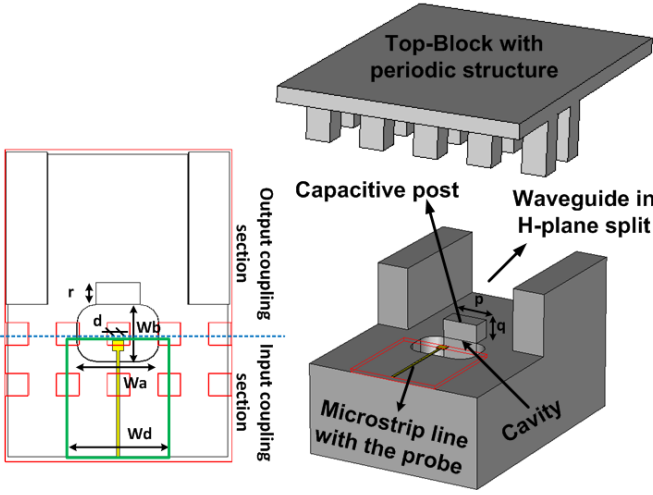 Top-Block with
periodic structure
Capacitive post
Waveguide in
H-plane split
p
q
Cavity
Microstrip line
with the probe
Output coupling
section
Input coupling
section
r
d
Wb
Wa
Wd